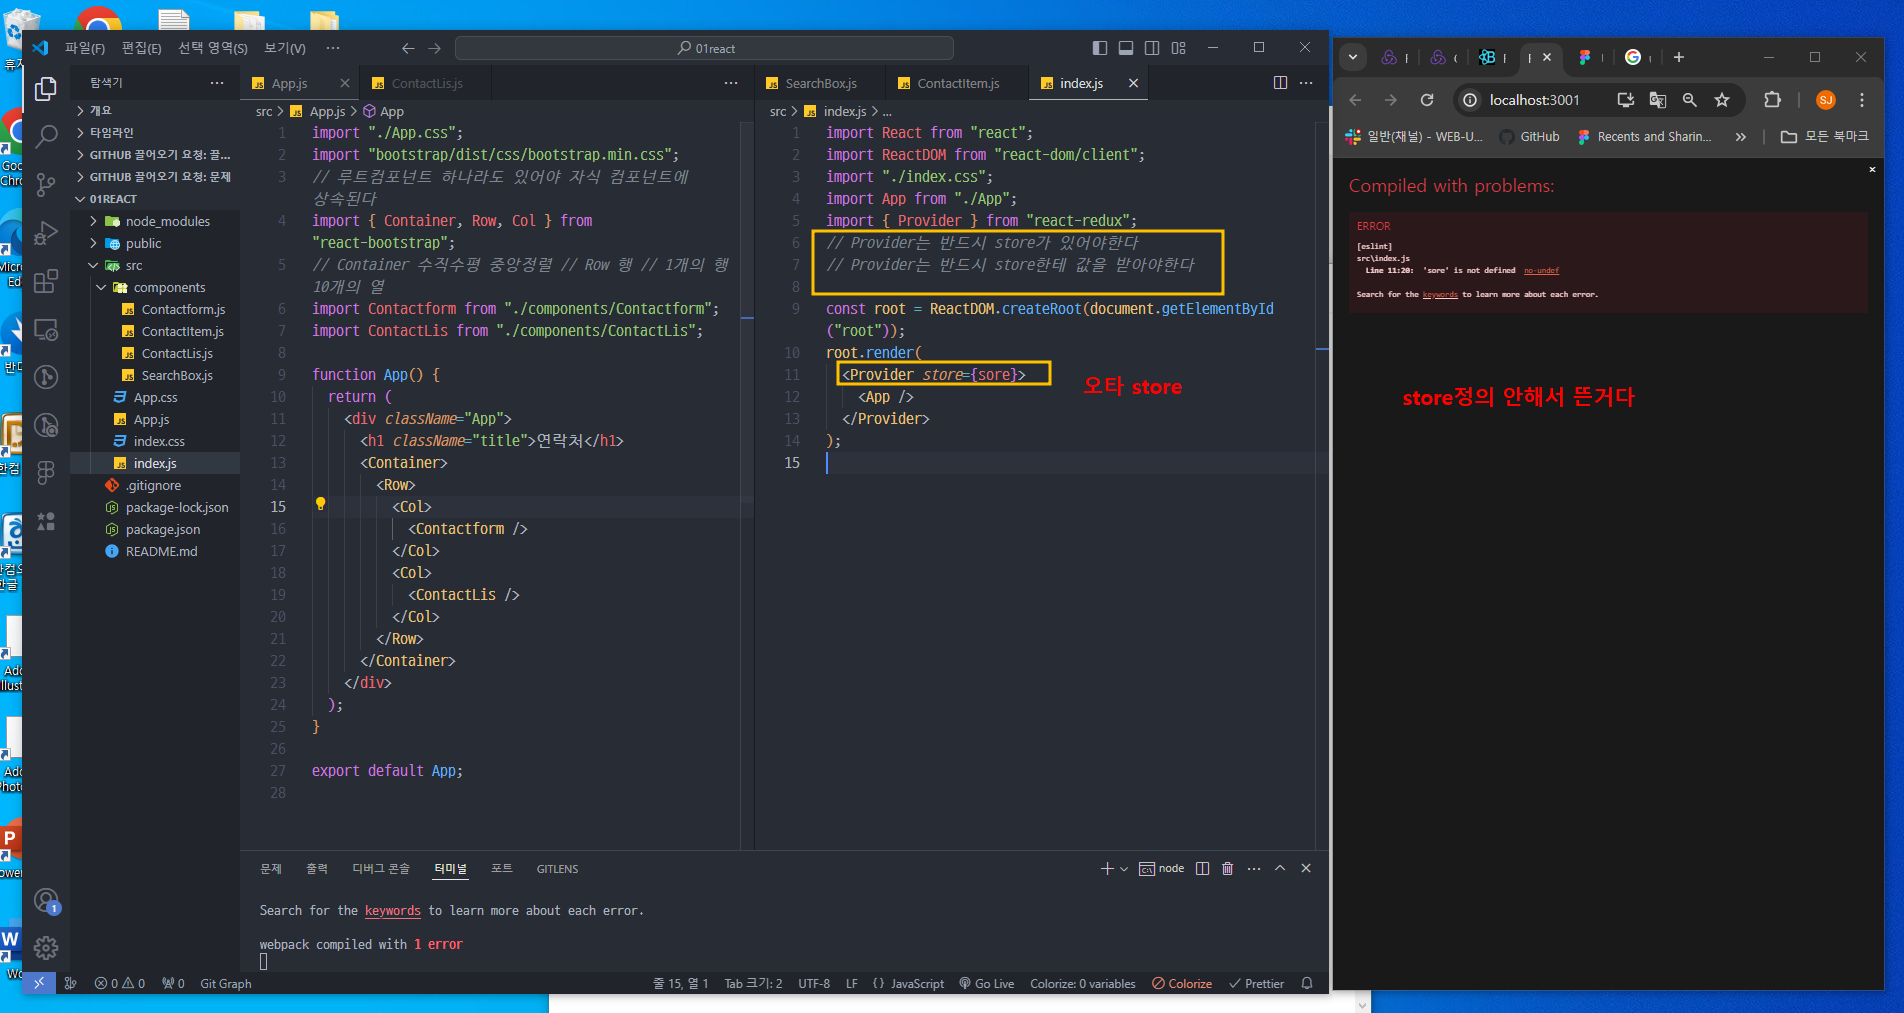 파일(F) 편집(E) 선택 영역(S) 보기(V) ··· 01react
탐색기 ···
개요
타임라인
GITHUB 끌어오기 요청: 끌...
GITHUB 끌어오기 요청: 문제
01REACT
node_modules
public
src
components
Contactform.js
ContactItem.js
ContactLis.js
SearchBox.js
App.css
App.js
index.css
index.js
.gitignore
package-lock.json
package.json
README.md
App.js ContactLis.js ···
src > App.js > App
1 import "./App.css";
2 import "bootstrap/dist/css/bootstrap.min.css";
3 // 루트컴포넌트 하나라도 있어야 자식 컴포넌트에
상속된다
4 import { Container, Row, Col } from
"react-bootstrap";
5 // Container 수직수평 중앙정렬 // Row 행 // 1개의 행
10개의 열
6 import Contactform from "./components/Contactform";
7 import ContactLis from "./components/ContactLis";
8
9 function App() {
10 return (
11 <div className="App">
12 <h1 className="title">연락처</h1>
13 <Container>
14 <Row>
15 <Col>
16 <Contactform />
17 </Col>
18 <Col>
19 <ContactLis />
20 </Col>
21 </Row>
22 </Container>
23 </div>
24 );
25 }
26
27 export default App;
28
SearchBox.js ContactItem.js index.js ···
src > index.js > ...
1 import React from "react";
2 import ReactDOM from "react-dom/client";
3 import "./index.css";
4 import App from "./App";
5 import { Provider } from "react-redux";
6 // Provider는 반드시 store가 있어야한다
7 // Provider는 반드시 store한테 값을 받아야한다
8
9 const root = ReactDOM.createRoot(document.getElementById
("root"));
10 root.render(
11 <Provider store={sore}>
12 <App />
13 </Provider>
14 );
15
오타 store
문제 출력 디버그 콘솔 터미널 포트 GITLENS node
Search for the keywords to learn more about each error.
webpack compiled with 1 error
0 0 0 Git Graph 줄 15, 열 1 Tab 크기: 2 UTF-8 LF {} JavaScript Go Live Colorize: 0 variables Colorize Prettier
localhost:3001 SJ
일반(채널) - WEB-U... GitHub Recents and Sharin... » 모든 북마크
Compiled with problems:
ERROR
[eslint]
src\index.js
Line 11:20: 'sore' is not defined no-undef
Search for the keywords to learn more about each error.
store정의 안해서 뜬거다